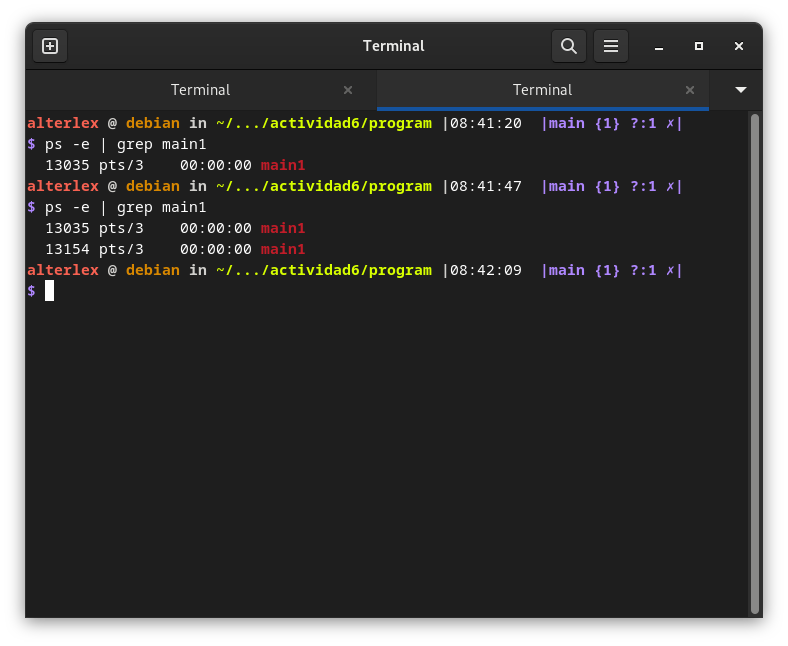 Terminal
Terminal
Terminal
alterlex @ debian in ~/.../actividad6/program |08:41:20  |main {1} ?:1 ✗|
$ ps -e | grep main1
  13035 pts/3    00:00:00 main1
alterlex @ debian in ~/.../actividad6/program |08:41:47  |main {1} ?:1 ✗|
$ ps -e | grep main1
  13035 pts/3    00:00:00 main1
  13154 pts/3    00:00:00 main1
alterlex @ debian in ~/.../actividad6/program |08:42:09  |main {1} ?:1 ✗|
$